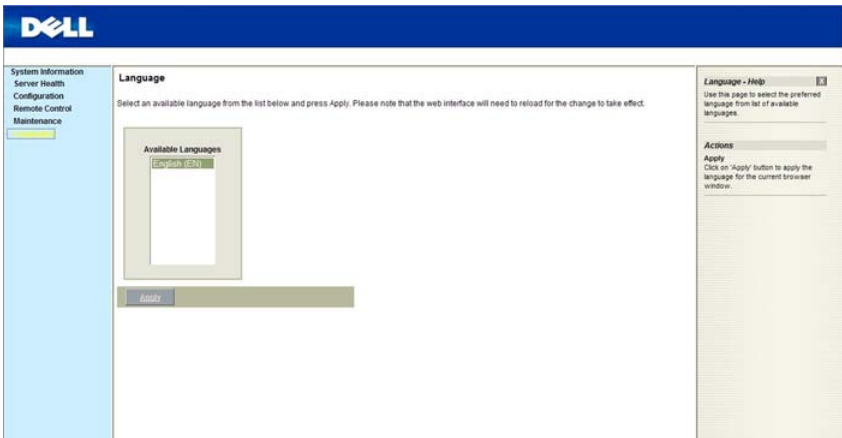 DELL
System Information
Server Health
Configuration
Remote Control
Maintenance
Language
Select an available language from the list below and press Apply. Please note that the web interface will need to reload for the change to take effect.
Available Languages
English (EN)
Apply
Language - Help
X
Use this page to select the preferred
language from list of available
languages.
Actions
Apply
Click on 'Apply' button to apply the
language for the current browser
window.